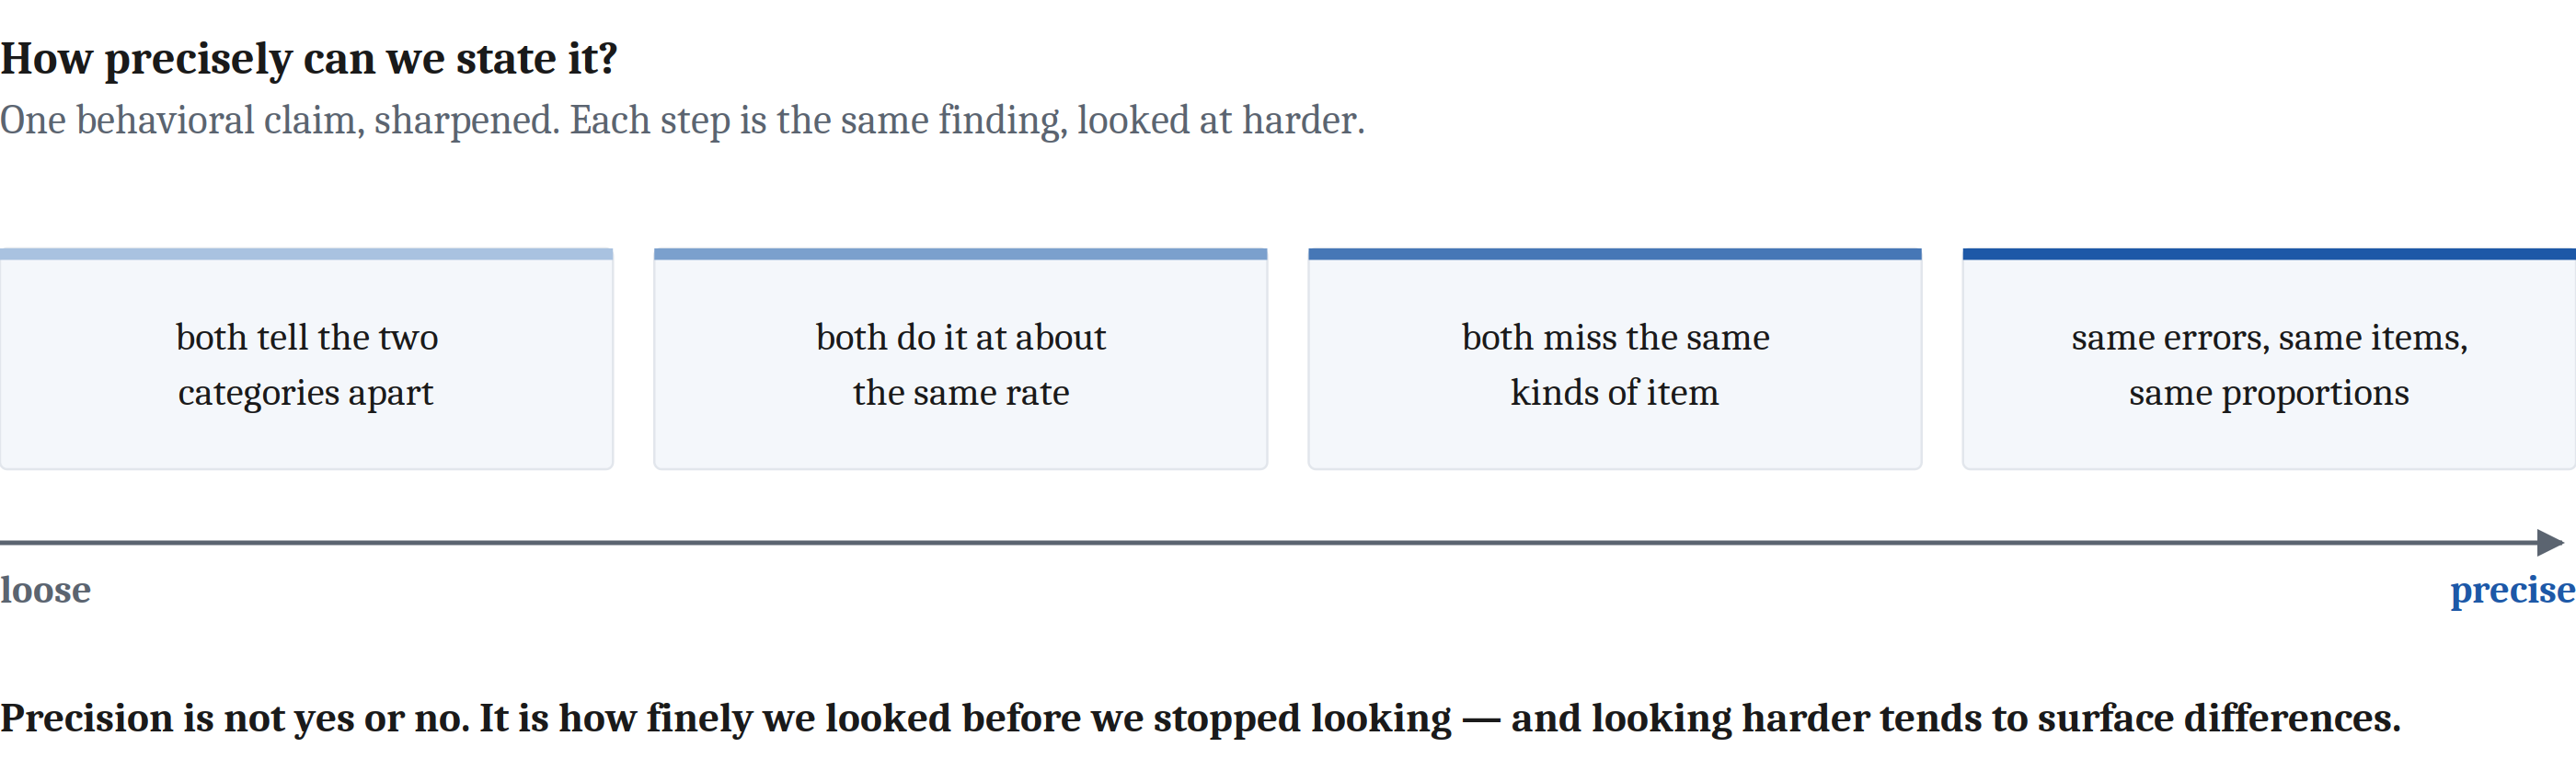 How precisely can we state it?
One behavioral claim, sharpened. Each step is the same finding, looked at harder.
both tell the two
categories apart
both do it at about
the same rate
both miss the same
kinds of item
same errors, same items,
same proportions
loose
precise
Precision is not yes or no. It is how finely we looked before we stopped looking — and looking harder tends to surface differences.